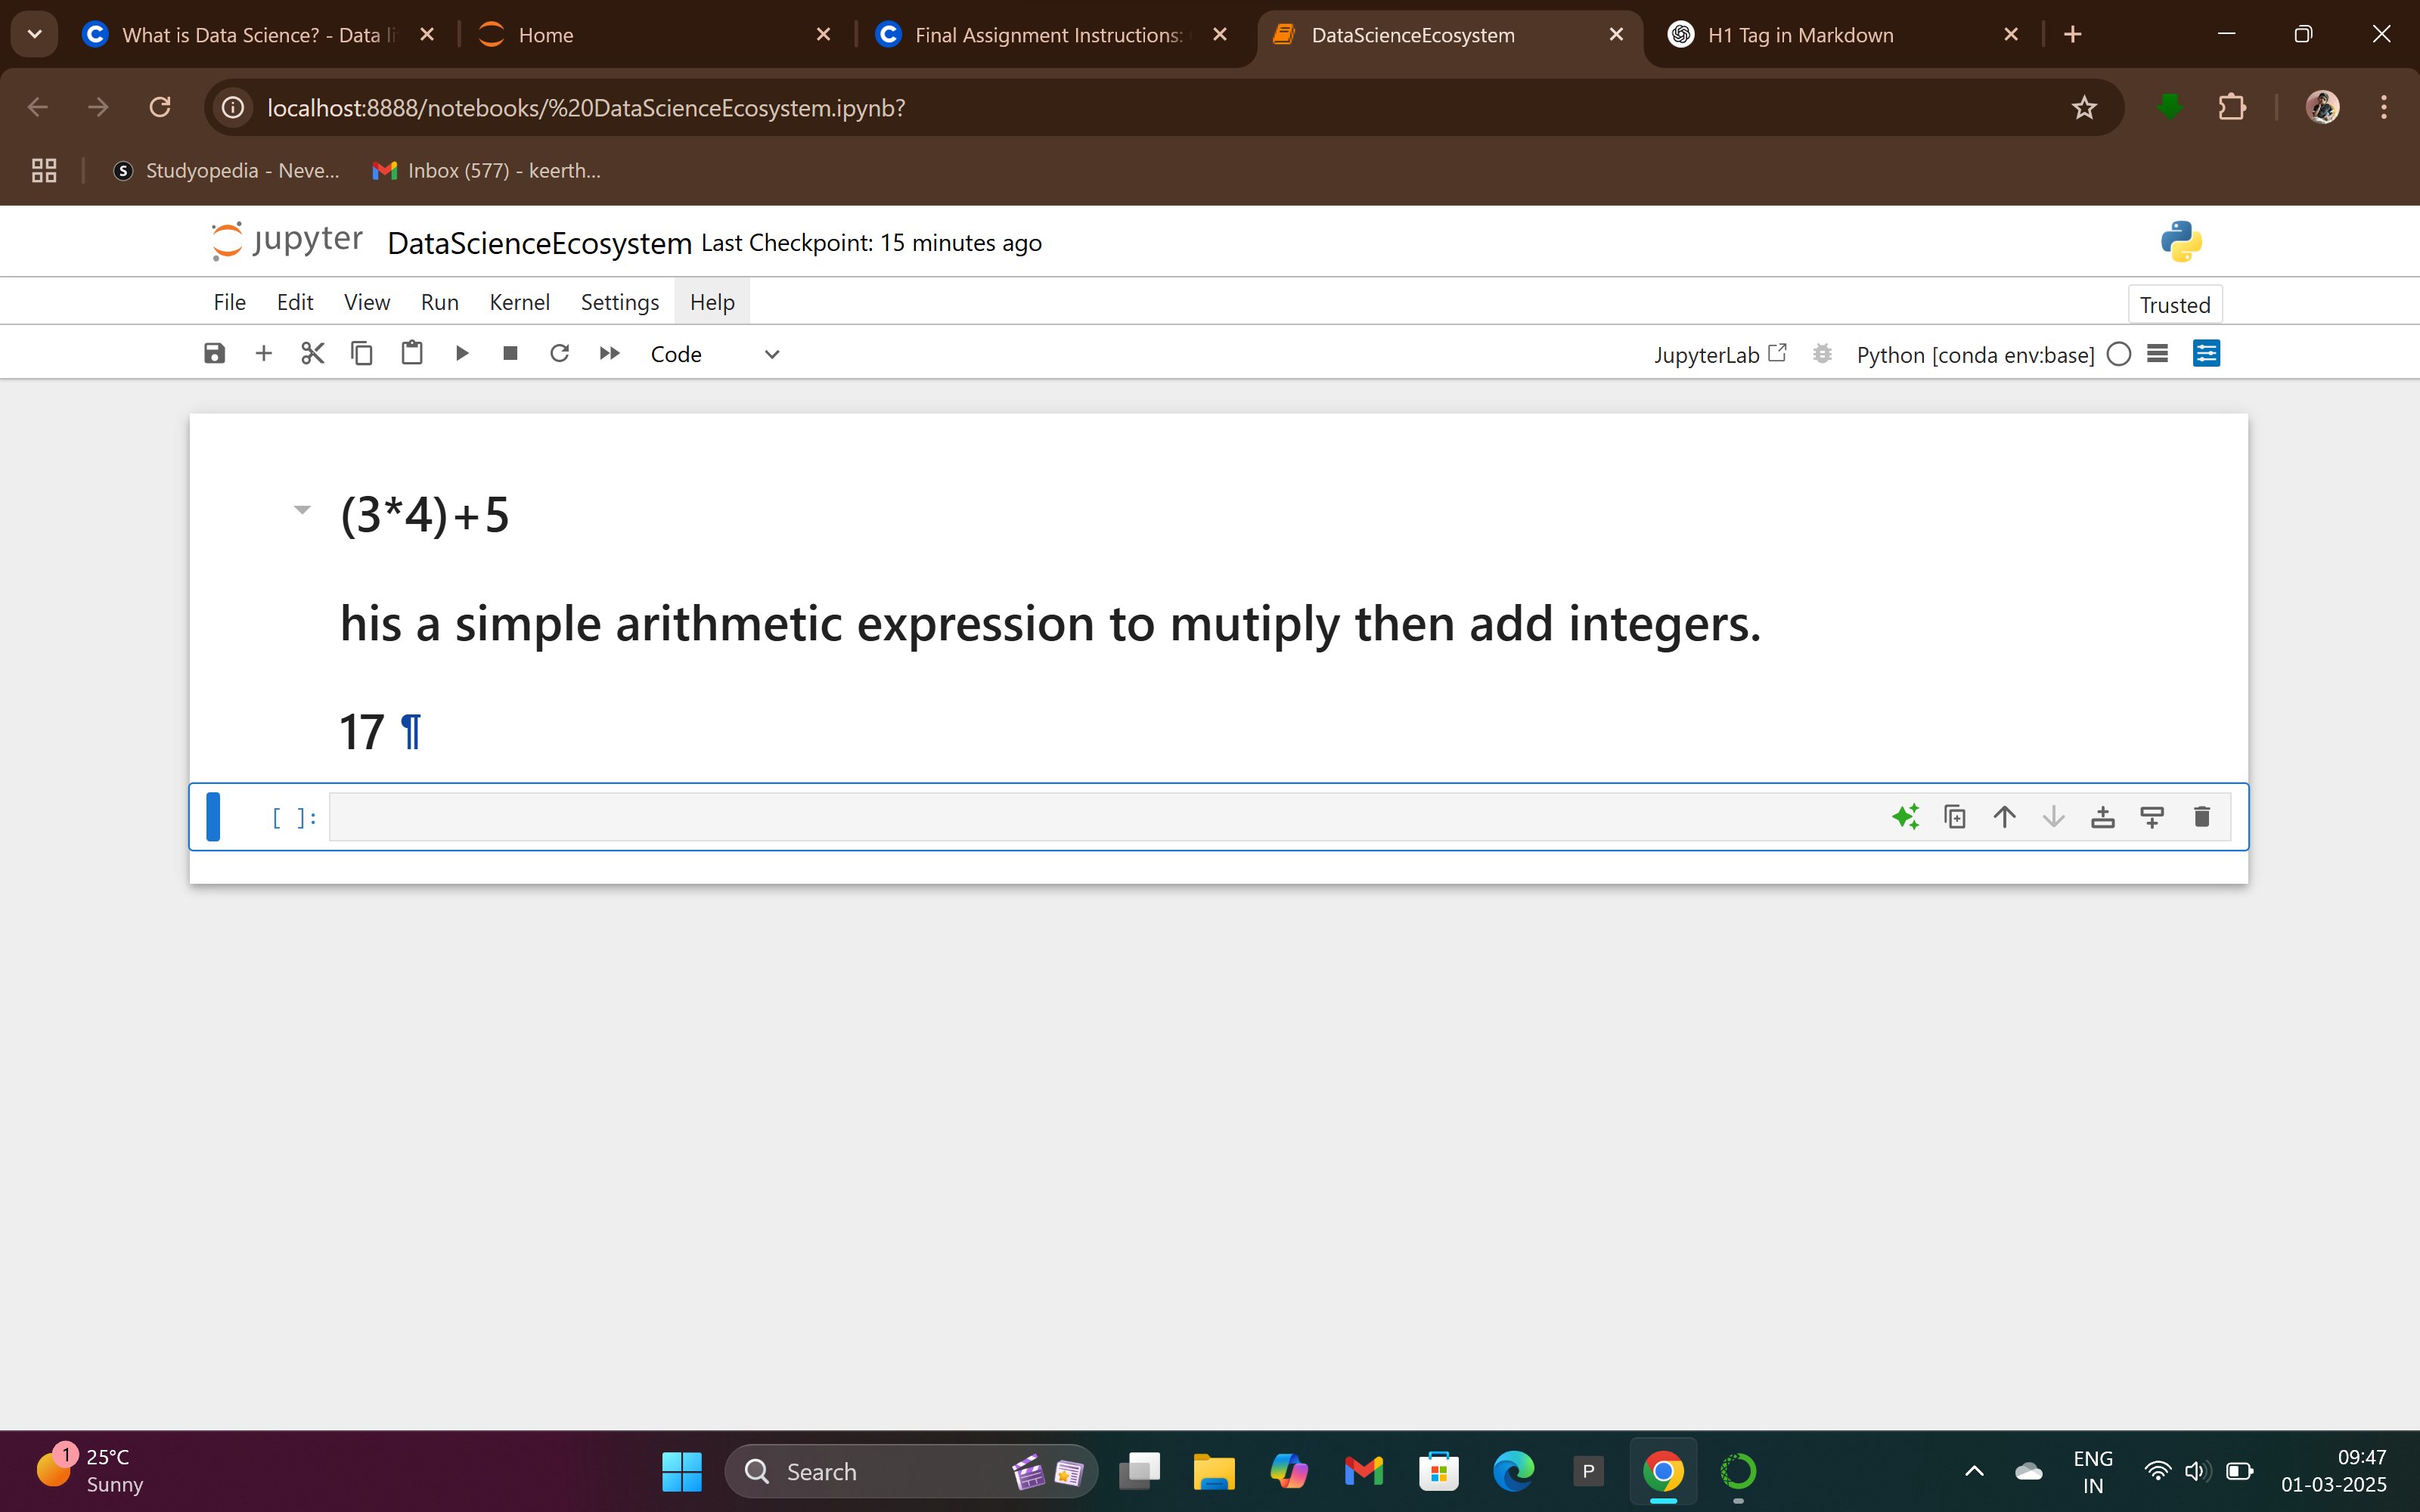 What is Data Science? - Data li
Home
Final Assignment Instructions:
DataScienceEcosystem
H1 Tag in Markdown
localhost:8888/notebooks/%20DataScienceEcosystem.ipynb?
Studyopedia - Neve...
Inbox (577) - keerth...
jupyter DataScienceEcosystem Last Checkpoint: 15 minutes ago
File Edit View Run Kernel Settings Help
Trusted
Code
JupyterLab
Python [conda env:base]
(3*4)+5
his a simple arithmetic expression to mutiply then add integers.
17 ¶
[ ]:
1
25°C
Sunny
Search
P
ENG
IN
09:47
01-03-2025